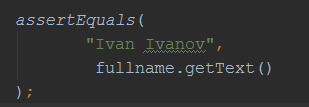 assertEquals(
"Ivan Ivanov",
fullname.getText()
);